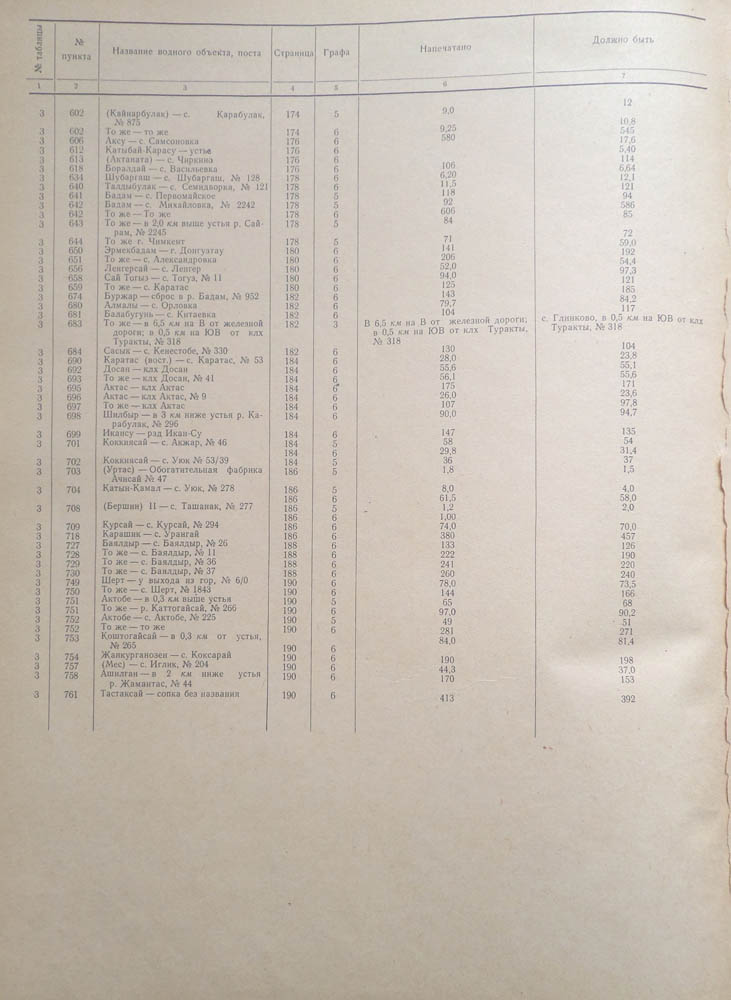 № таблицы № пункта Название водного объекта, поста Страница Графа Напечатано Должно быть
1 2 3 4 5 6 7
3 602 (Кайнарбулак) — с. Карабулак, 174 5 9,0 12
№ 875
3 602 То же — то же 174 6 9,25 10,8
3 606 Аксу — с. Самсоновка 176 6 580 545
3 612 Катыбай-Карасу — устье 176 6 17,6
3 613 (Актаната) — с. Чиркино 176 6 5,40
3 618 Боралдай — с. Васильевка 176 6 106 114
3 634 Шубаргаш — с. Шубаргаш, № 128 178 6 6,20 6,64
3 640 Талдыбулак — с. Семидворка, № 121 178 6 11,5 12,1
3 641 Бадам — с. Первомайское 178 5 118 121
3 642 Бадам — с. Михайловка, № 2242 178 5 92 94
3 642 То же — То же 178 6 606 586
3 643 То же — в 2,0 км выше устья р. Сай- 178 5 84 85
рам, № 2245
3 644 То же г. Чимкент 178 5 71 72
3 650 Эрмекбадам — г. Донгузтау 180 6 141 59,0
3 651 То же — с. Александровка 180 6 206 192
3 656 Ленгерсай — с. Ленгер 180 6 52,0 54,4
3 658 Сай Тогыз — с. Тогуз, № 11 180 6 94,0 97,3
3 659 То же — с. Каратас 180 6 125 121
3 674 Буржар — сброс в р. Бадам, № 952 182 6 143 185
3 680 Алмалы — с. Орловка 182 6 79,7 84,2
3 681 Балабугунь — с. Китаевка 182 6 104 117
3 683 То же — в 6,5 км на В от железной 182 3 В 6,5 км на В от железной дороги; с. Глинково, в 0,5 км на ЮВ от клх
дороги; в 0,5 км на ЮВ от клх в 0,5 км на ЮВ от клх Туракты, Туракты, № 318
Туракты, № 318 № 318
3 684 Сасык — с. Кенестобе, № 330 182 6 130 104
3 690 Каратас (вост.) — с. Каратас, № 53 184 6 28,0 23,8
3 692 Досан — клх Досан 184 6 55,6 55,1
3 693 То же — клх Досан, № 41 184 6 56,1 55,6
3 695 Актас — клх Актас 184 6 175 171
3 696 Актас — клх Актас, № 9 184 6 26,0 23,6
3 697 То же — клх Актас 184 6 107 97,8
3 698 Шилбыр — в 3 км ниже устья р. Ка- 184 6 90,0 94,7
рабулак, № 296
3 699 Икансу — рзд Икан-Су 184 6 147 135
3 701 Коккиясай — с. Акжар, № 46 184 5 58 54
184 6 29,8 31,4
3 702 Коккиясай — с. Уюк № 53/39 184 5 36 37
3 703 (Уртас) — Обогатительная фабрика 186 5 1,8 1,5
Ачисай № 47
3 704 Катын-Камал — с. Уюк, № 278 186 5 8,0 4,0
186 6 61,5 58,0
3 708 (Бершин) II — с. Ташанак, № 277 186 5 1,2 2,0
186 6 1,00
3 709 Курсай — с. Курсай, № 294 186 6 74,0 70,0
3 718 Карашик — с. Урангай 186 6 380 457
3 727 Баялдыр — с. Баялдыр, № 26 188 6 133 126
3 728 То же — с. Баялдыр, № 11 188 6 222 190
3 729 То же — с. Баялдыр, № 36 188 6 241 220
3 730 То же — с. Баялдыр, № 37 188 6 260 240
3 749 Шерт — у выхода из гор, № 6/0 190 6 78,0 73,5
3 750 То же — с. Шерт, № 1843 190 6 144 166
3 751 Актобе — в 0,3 км выше устья 190 5 65 68
3 751 То же — р. Каттогайсай, № 266 190 6 97,0 90,2
3 752 Актобе — с. Актобе, № 225 190 5 49 51
3 752 То же — то же 190 6 281 271
3 753 Коштогайсай — в 0,3 км от устья, 84,0 81,4
№ 265 190 6
3 754 Жанкурганозен — с. Коксарай 190 6 190 198
3 757 (Мес) — с. Иглик, № 204 190 6 44,3 37,0
3 758 Ашилган — в 2 км ниже устья 190 6 170 153
р. Жамантас, № 44
3 761 Тастаксай — сопка без названия 190 6 413 392